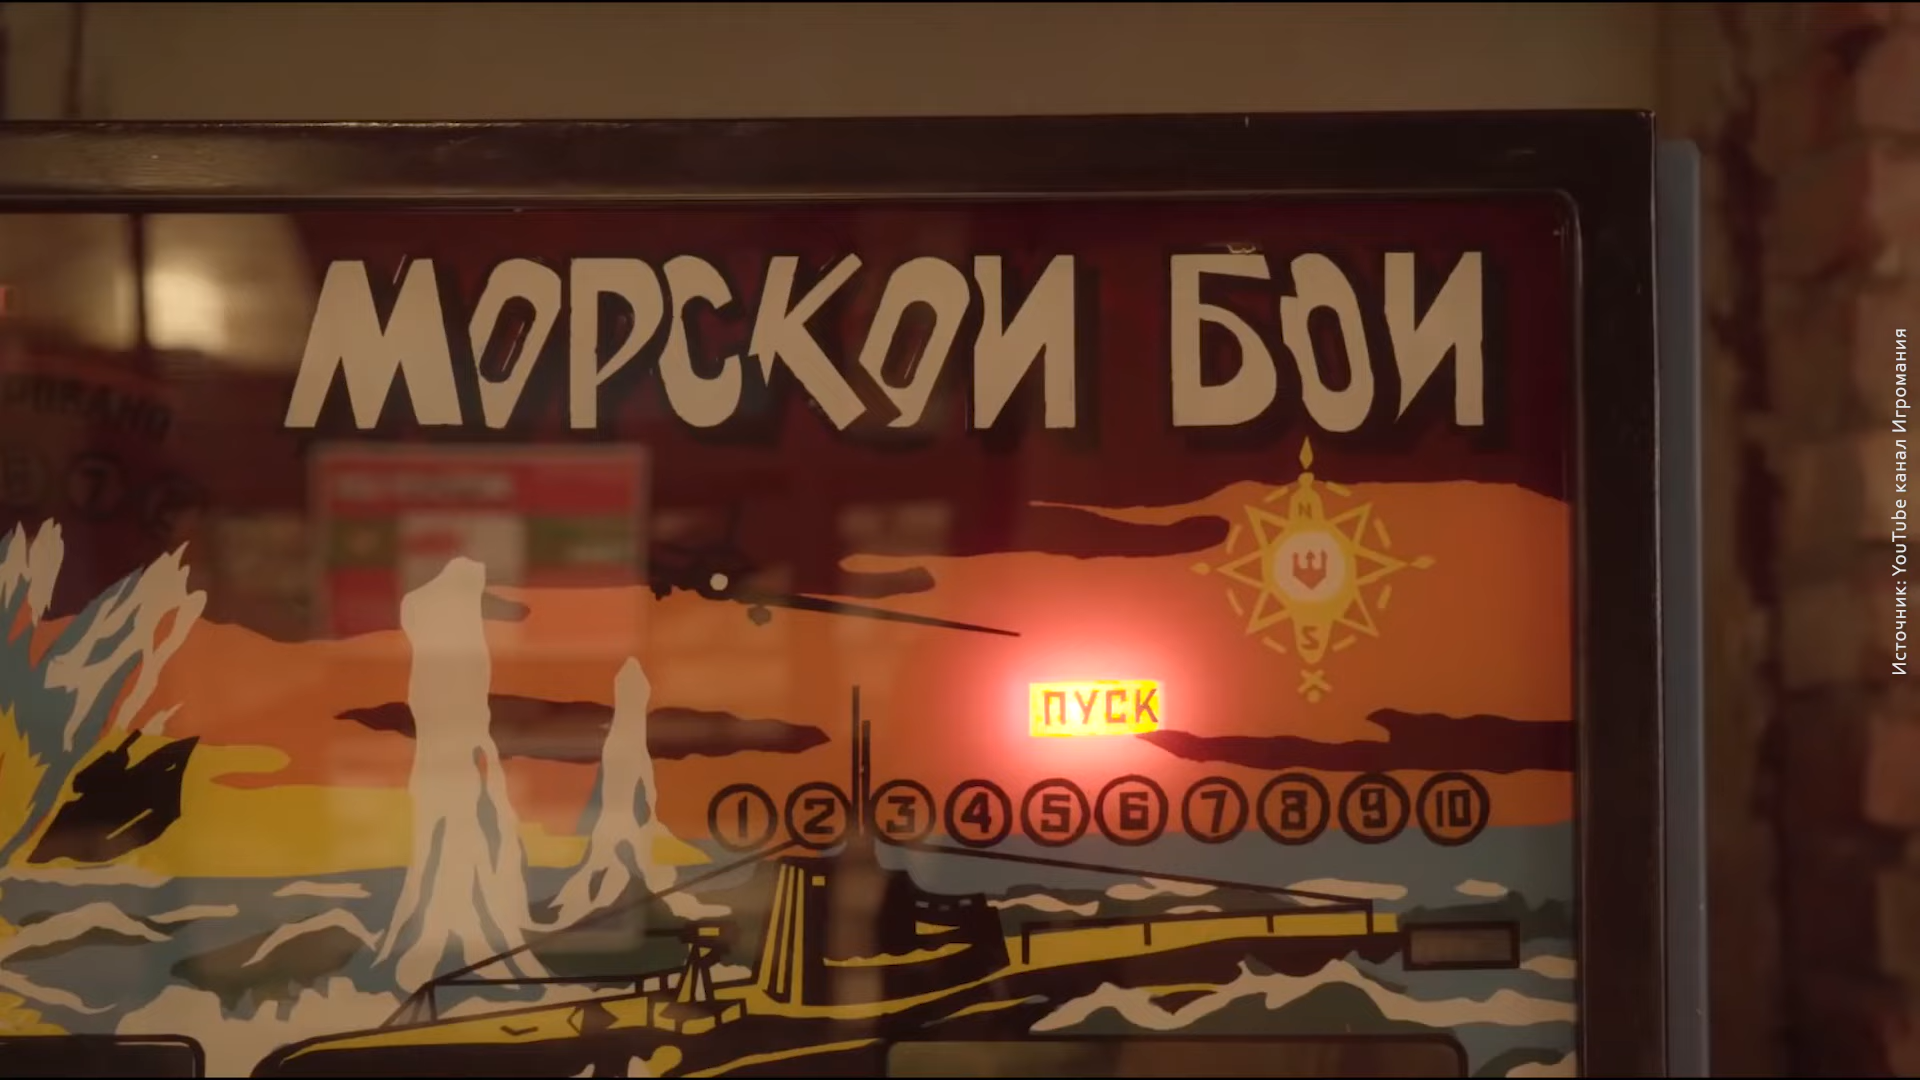 МОРСКОЙ БОЙ
N
S
ПУСК
1 2 3 4 5 6 7 8 9 10
Источник: YouTube канал Игромания